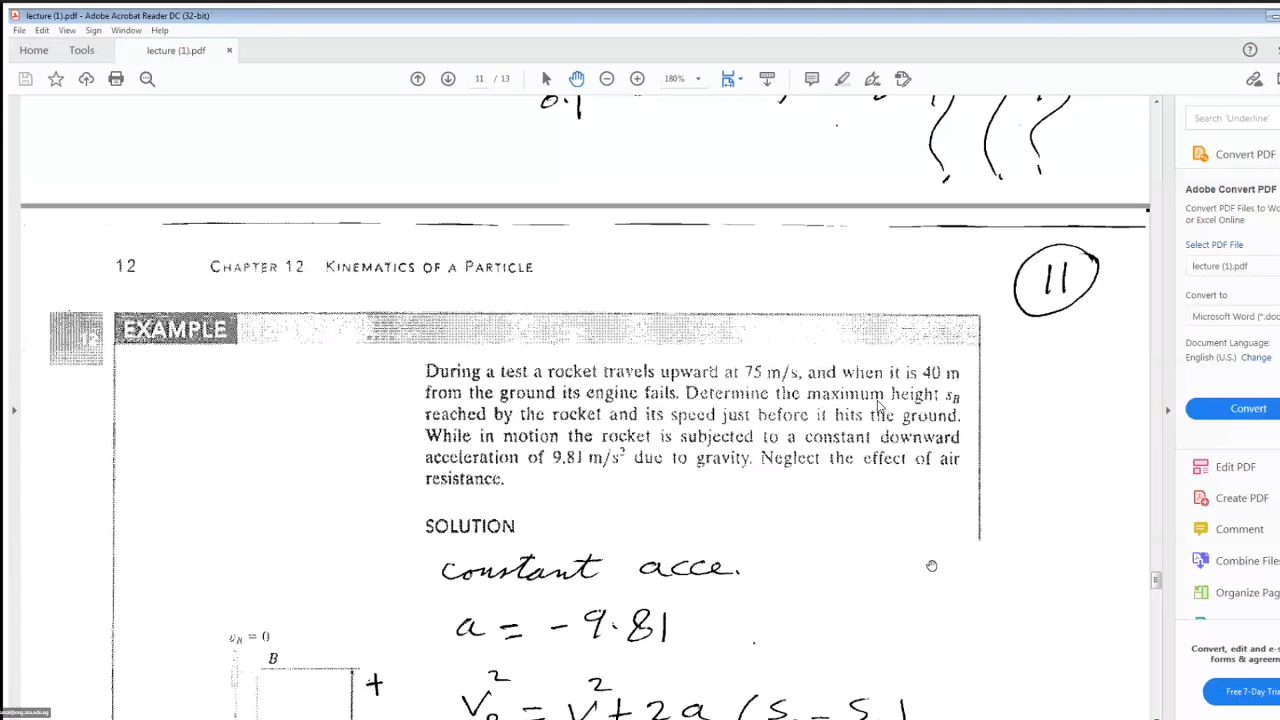 lecture (1).pdf - Adobe Acrobat Reader DC (32-bit)
File Edit View Sign Window Help
Home Tools lecture (1).pdf ×
11 / 13 180%
Search 'Underline'
Convert PDF
Adobe Convert PDF
Convert PDF Files to Wo
or Excel Online
Select PDF File
lecture (1).pdf
Convert to
Microsoft Word (*.doc
Document Language:
English (U.S.) Change
Convert
Edit PDF
Create PDF
Comment
Combine Files
Organize Pag
Convert, edit and e-s
forms & agreeme
Free 7-Day Tria
12 CHAPTER 12 KINEMATICS OF A PARTICLE
11
12 EXAMPLE
During a test a rocket travels upward at 75 m/s, and when it is 40 m
from the ground its engine fails. Determine the maximum height s_B
reached by the rocket and its speed just before it hits the ground.
While in motion the rocket is subjected to a constant downward
acceleration of 9.81 m/s² due to gravity. Neglect the effect of air
resistance.
SOLUTION
constant acce.
a = - 9.81
v_B = 0
B
+